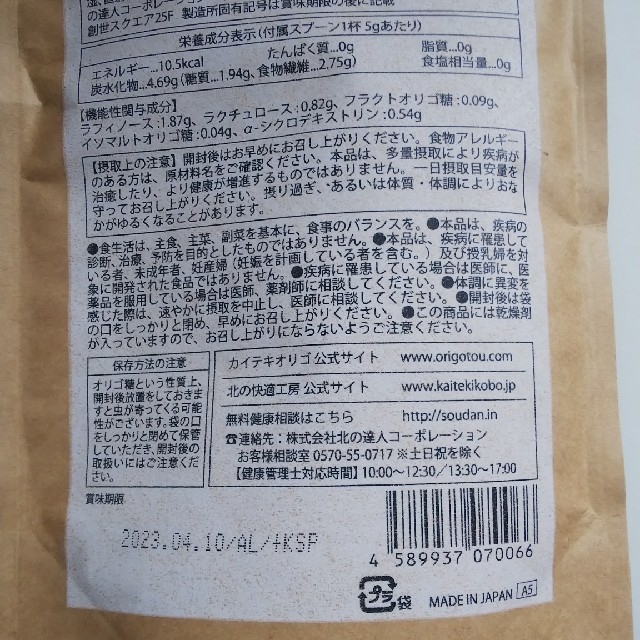 の達人コーポレーション
創世スクエア25F 製造所固有記号は賞味期限の後に記載
栄養成分表示(付属スプーン1杯 5gあたり)
エネルギー…10.5kcal たんぱく質…0g 脂質…0g
炭水化物…4.69g(糖質…1.94g、食物繊維…2.75g) 食塩相当量…0g
【機能性関与成分】
ラフィノース:1.87g、ラクチュロース:0.82g、フラクトオリゴ糖:0.09g、
イソマルトオリゴ糖:0.04g、α-シクロデキストリン:0.54g
【摂取上の注意】開封後はお早めにお召し上がりください。食物アレルギー
のある方は、原材料名をご確認ください。本品は、多量摂取により疾病が
治癒したり、より健康が増進するものではありません。一日摂取目安量を
守ってお召し上がりください。摂り過ぎ、あるいは体質・体調によりおな
かがゆるくなることがあります。
●食生活は、主食、主菜、副菜を基本に、食事のバランスを。●本品は、疾病の
診断、治療、予防を目的としたものではありません。●本品は、疾病に罹患して
いる者、未成年者、妊産婦(妊娠を計画している者を含む。)及び授乳婦を対
象に開発された食品ではありません。●疾病に罹患している場合は医師に、医
薬品を服用している場合は医師、薬剤師に相談してください。●体調に異変を
感じた際は、速やかに摂取を中止し、医師に相談してください。●開封後は袋
の口をしっかりと閉め、早めにお召し上がりください。●この商品には乾燥剤
が入っていますので、お召し上がりにならないようご注意ください。
保存方法の注意
オリゴ糖という性質上、
開封後放置をしておきま
すと虫が寄ってくる可能
性がございます。袋の口
をしっかりと閉めて保管
していただき、開封後の
取扱いにはご注意くださ
い。
カイテキオリゴ 公式サイト www.origotou.com
北の快適工房 公式サイト www.kaitekikobo.jp
無料健康相談はこちら http://soudan.in
☎連絡先:株式会社北の達人コーポレーション
お客様相談室 0570-55-0717 ※土日祝を除く
【健康管理士対応時間】10:00〜12:30/13:30〜17:00
賞味期限
2023.04.10/AL/+KSP
4 589937 070066
プラ 袋 MADE IN JAPAN A5